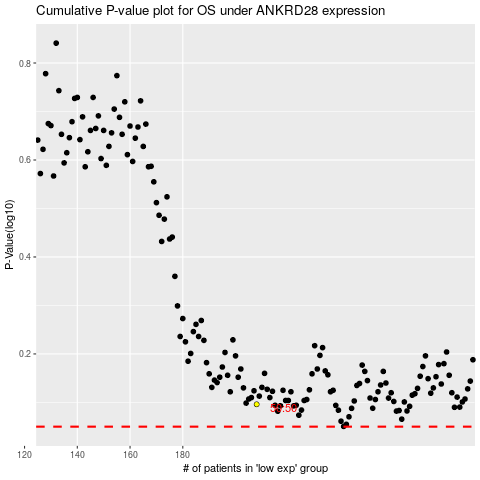 Cumulative P-value plot for OS under ANKRD28 expression
P-Value(log10)
0.8
0.6
0.4
0.2
120
140
160
180
# of patients in 'low exp' group